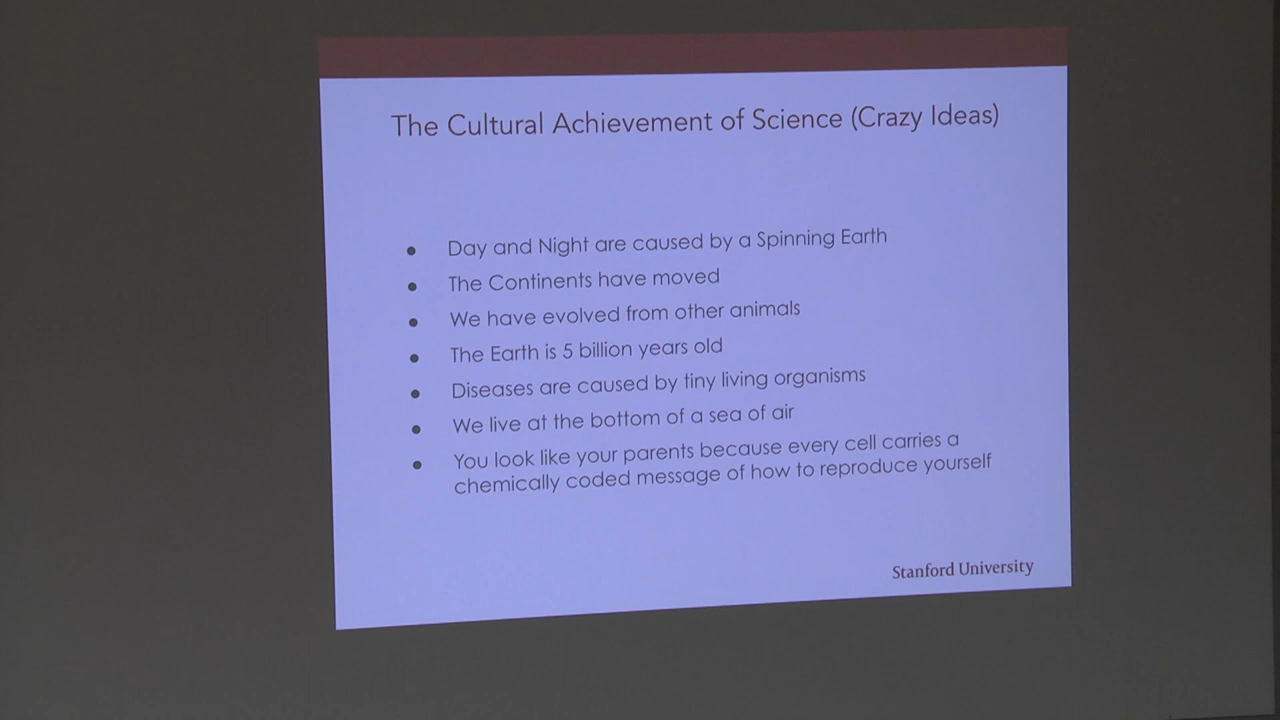 The Cultural Achievement of Science (Crazy Ideas)
• Day and Night are caused by a Spinning Earth
• The Continents have moved
• We have evolved from other animals
• The Earth is 5 billion years old
• Diseases are caused by tiny living organisms
• We live at the bottom of a sea of air
• You look like your parents because every cell carries a
chemically coded message of how to reproduce yourself
Stanford University